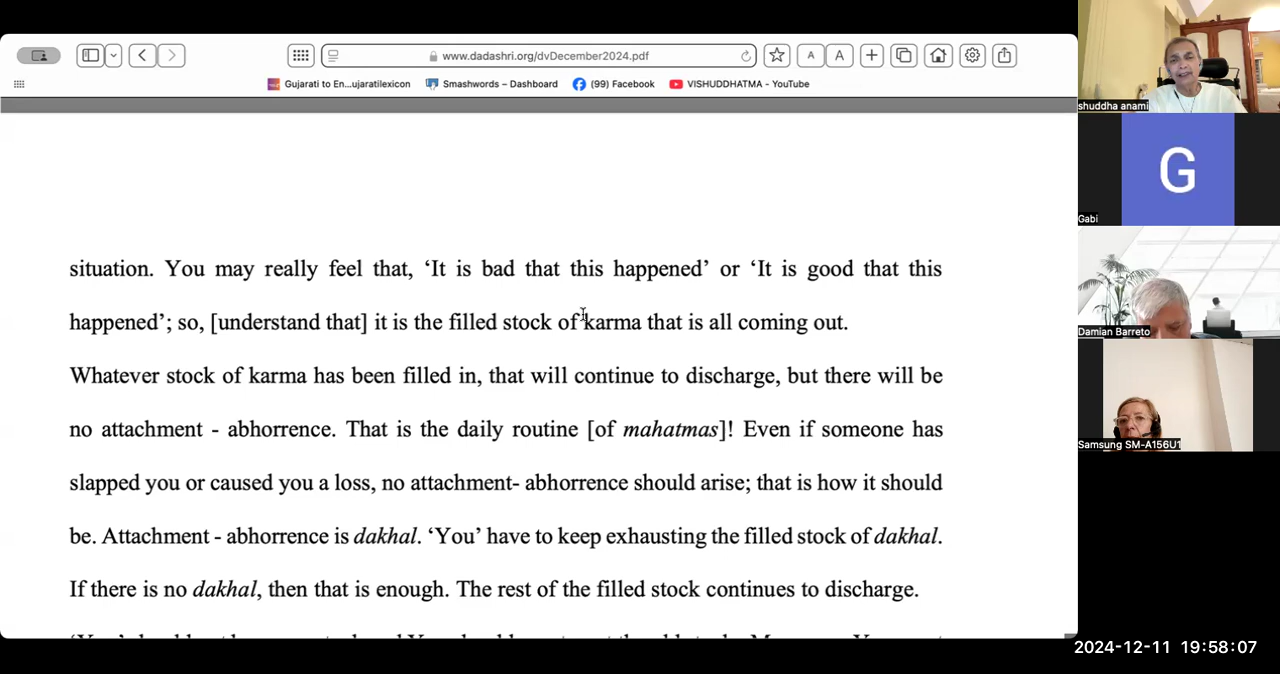 www.dadashri.org/dvDecember2024.pdf
A
A
Gujarati to En...ujaratilexicon
Smashwords – Dashboard
(99) Facebook
VISHUDDHATMA - YouTube
situation. You may really feel that, ‘It is bad that this happened’ or ‘It is good that this
happened’; so, [understand that] it is the filled stock of karma that is all coming out.
Whatever stock of karma has been filled in, that will continue to discharge, but there will be
no attachment - abhorrence. That is the daily routine [of mahatmas]! Even if someone has
slapped you or caused you a loss, no attachment- abhorrence should arise; that is how it should
be. Attachment - abhorrence is dakhal. ‘You’ have to keep exhausting the filled stock of dakhal.
If there is no dakhal, then that is enough. The rest of the filled stock continues to discharge.
shuddha anami
G
Gabi
Damian Barreto
Samsung SM-A156U1
2024-12-11 19:58:07